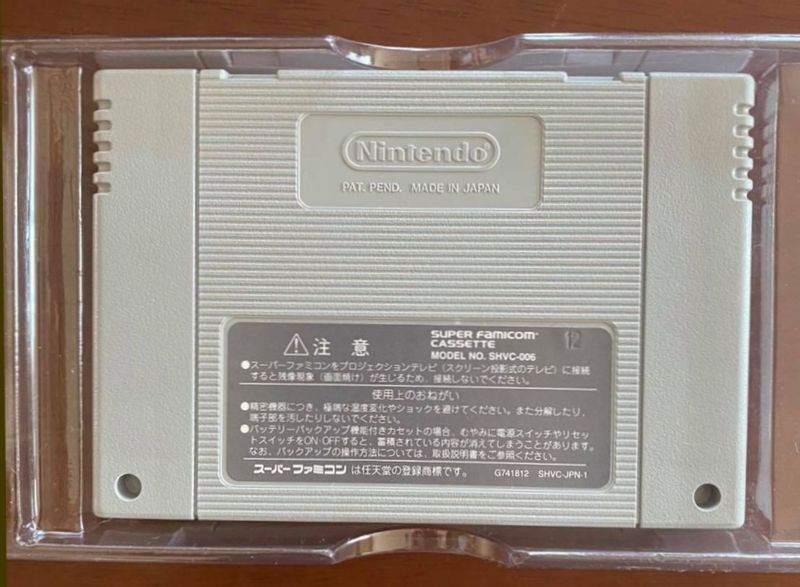 Nintendo
PAT. PEND. MADE IN JAPAN
⚠注 意
SUPER FAMICOM
CASSETTE
MODEL NO. SHVC-006
12
●スーパーファミコンをプロジェクションテレビ（スクリーン投影式のテレビ）に接続
すると残像現象（画面焼け）が生じるため、接続しないでください。
使用上のおねがい
●精密機器につき、極端な温度変化やショックを避けてください。また分解したり、
端子部を汚したりしないでください。
●バッテリーバックアップ機能付きカセットの場合、むやみに電源スイッチやリセッ
トスイッチをON・OFFすると、蓄積されている内容が消えてしまうことがあります。
なお、バックアップの操作方法については、取扱説明書をご参照ください。
スーパーファミコンは任天堂の登録商標です。
G741812 SHVC-JPN-1